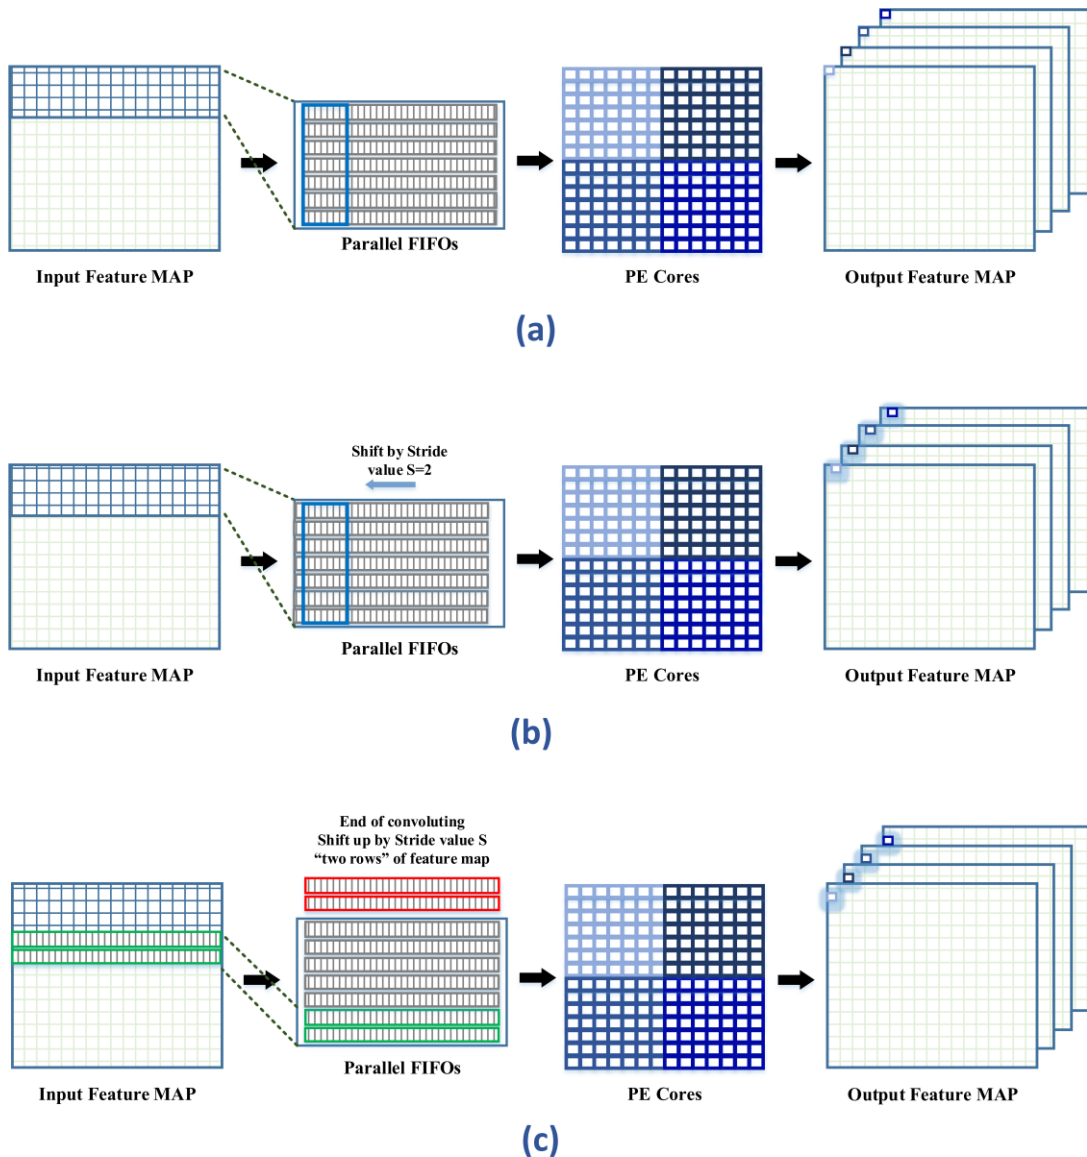 Parallel FIFOs
Input Feature MAP
PE Cores
Output Feature MAP
(a)
Shift by Stride
value S=2
Parallel FIFOs
Input Feature MAP
PE Cores
Output Feature MAP
(b)
End of convoluting
Shift up by Stride value S
“two rows” of feature map
Parallel FIFOs
Input Feature MAP
PE Cores
Output Feature MAP
(c)